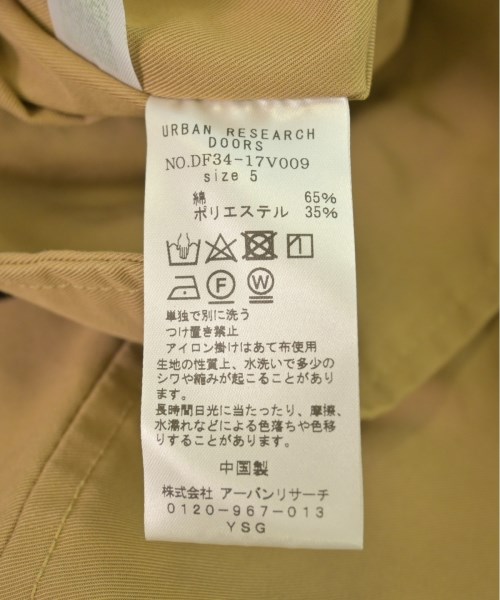 URBAN RESEARCH
DOORS
NO.DF34-17V009
size 5
綿 65%
ポリエステル 35%
F W
単独で別に洗う
つけ置き禁止
アイロン掛けはあて布使用
生地の性質上、水洗いで多少の
シワや縮みが起こることがあり
ます。
長時間日光に当たったり、摩擦、
水濡れなどによる色落ちや色移
りすることがあります。
中国製
株式会社 アーバンリサーチ
0120-967-013
YSG